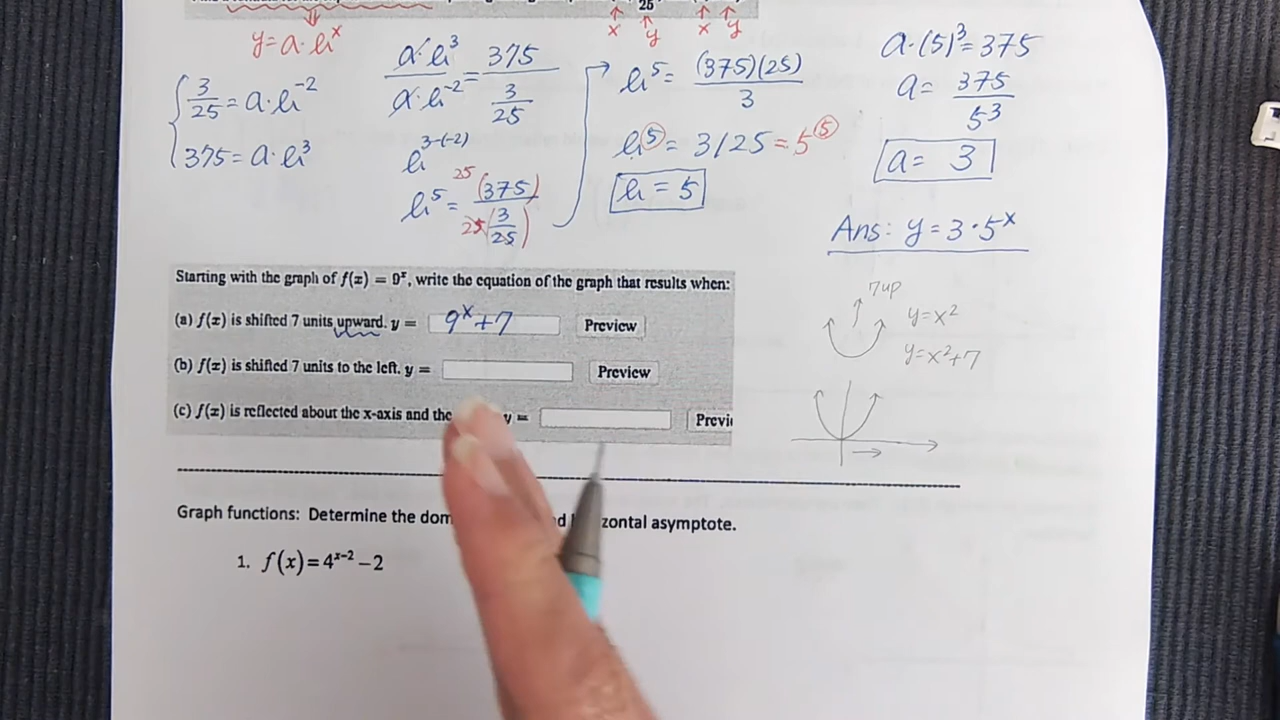 25
x y x y
y = a·b^x
{ 3/25 = a·b^-2
375 = a·b^3
a·b^3 / a·b^-2 = 375 / (3/25)
b^3-(-2)
b^5 = 25(375) / 25(3/25)
b^5 = (375)(25) / 3
b^5 = 3125 = 5^5
b = 5
a·(5)^3 = 375
a = 375 / 5^3
a = 3
Ans: y = 3·5^x
Starting with the graph of f(x) = 9^x, write the equation of the graph that results when:
(a) f(x) is shifted 7 units upward. y = 9^x+7 Preview
(b) f(x) is shifted 7 units to the left. y = Preview
(c) f(x) is reflected about the x-axis and the y = Previ
7up
y=x^2
y=x^2+7
Graph functions: Determine the zontal asymptote.
1. f(x)=4^x-2 – 2